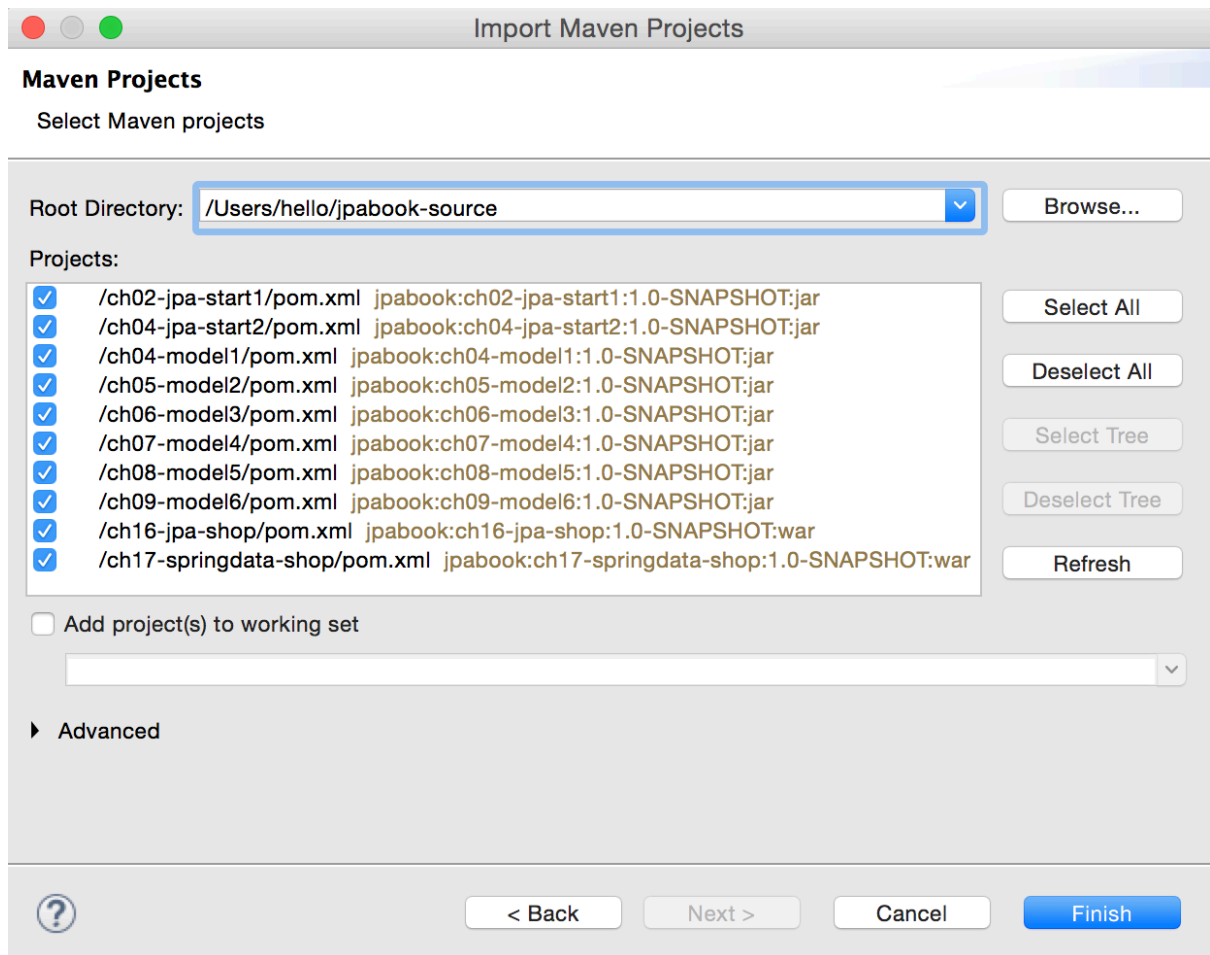 Import Maven Projects
Maven Projects
Select Maven projects
Root Directory: /Users/hello/jpabook-source Browse...
Projects:
/ch02-jpa-start1/pom.xml jpabook:ch02-jpa-start1:1.0-SNAPSHOT:jar
/ch04-jpa-start2/pom.xml jpabook:ch04-jpa-start2:1.0-SNAPSHOT:jar
/ch04-model1/pom.xml jpabook:ch04-model1:1.0-SNAPSHOT:jar
/ch05-model2/pom.xml jpabook:ch05-model2:1.0-SNAPSHOT:jar
/ch06-model3/pom.xml jpabook:ch06-model3:1.0-SNAPSHOT:jar
/ch07-model4/pom.xml jpabook:ch07-model4:1.0-SNAPSHOT:jar
/ch08-model5/pom.xml jpabook:ch08-model5:1.0-SNAPSHOT:jar
/ch09-model6/pom.xml jpabook:ch09-model6:1.0-SNAPSHOT:jar
/ch16-jpa-shop/pom.xml jpabook:ch16-jpa-shop:1.0-SNAPSHOT:war
/ch17-springdata-shop/pom.xml jpabook:ch17-springdata-shop:1.0-SNAPSHOT:war
Select All
Deselect All
Select Tree
Deselect Tree
Refresh
Add project(s) to working set
Advanced
? < Back Next > Cancel Finish